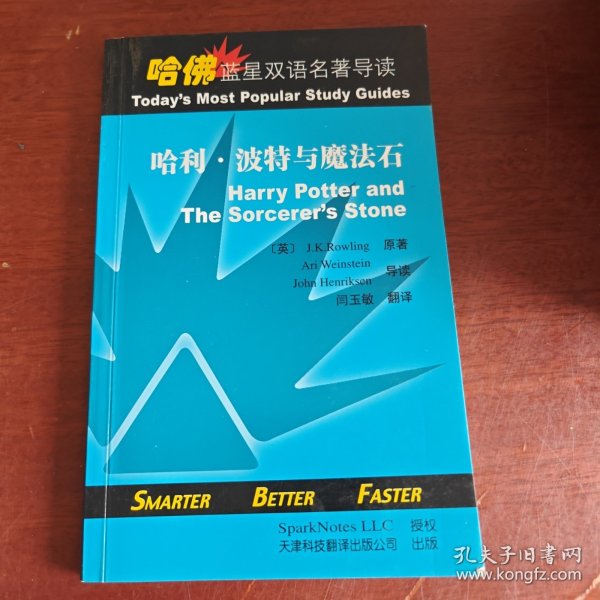 哈佛蓝星双语名著导读
Today's Most Popular Study Guides
哈利·波特与魔法石
Harry Potter and
The Sorcerer's Stone
〔英〕 J.K.Rowling 原著
Ari Weinstein
John Henriksen 导读
闫玉敏 翻译
SMARTER BETTER FASTER
SparkNotes LLC 授权
天津科技翻译出版公司 出版
孔夫子旧书网
www.kongfz.com